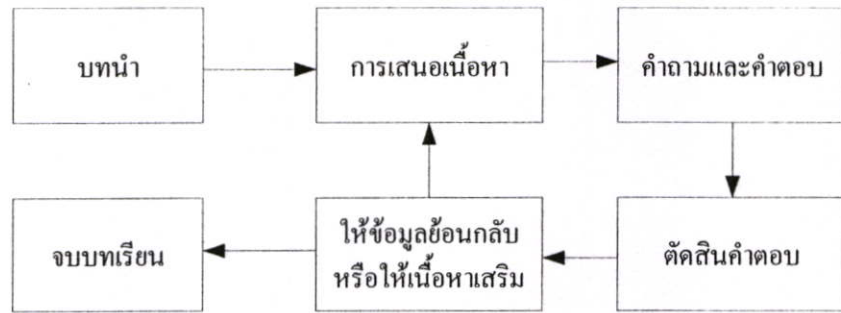 บทนำ
การเสนอเนื้อหา
คำถามและคำตอบ
จบบทเรียน
ให้ข้อมูลย้อนกลับ
หรือให้เนื้อหาเสริม
ตัดสินคำตอบ